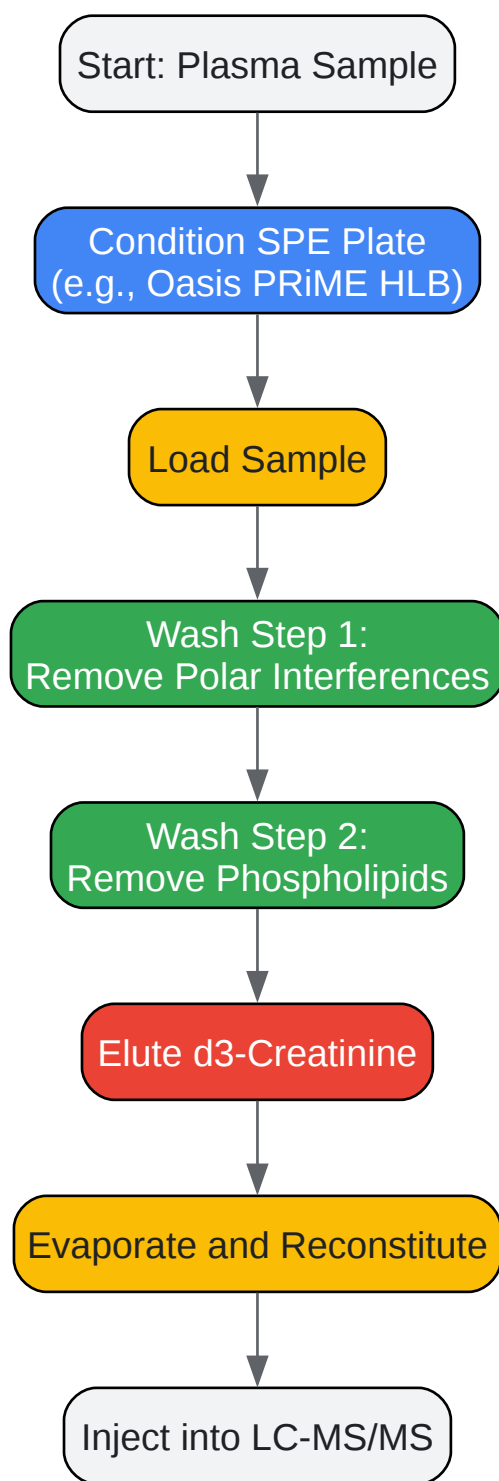 Start: Plasma Sample
Condition SPE Plate
(e.g., Oasis PRiME HLB)
Load Sample
Wash Step 1:
Remove Polar Interferences
Wash Step 2:
Remove Phospholipids
Elute d3-Creatinine
Evaporate and Reconstitute
Inject into LC-MS/MS